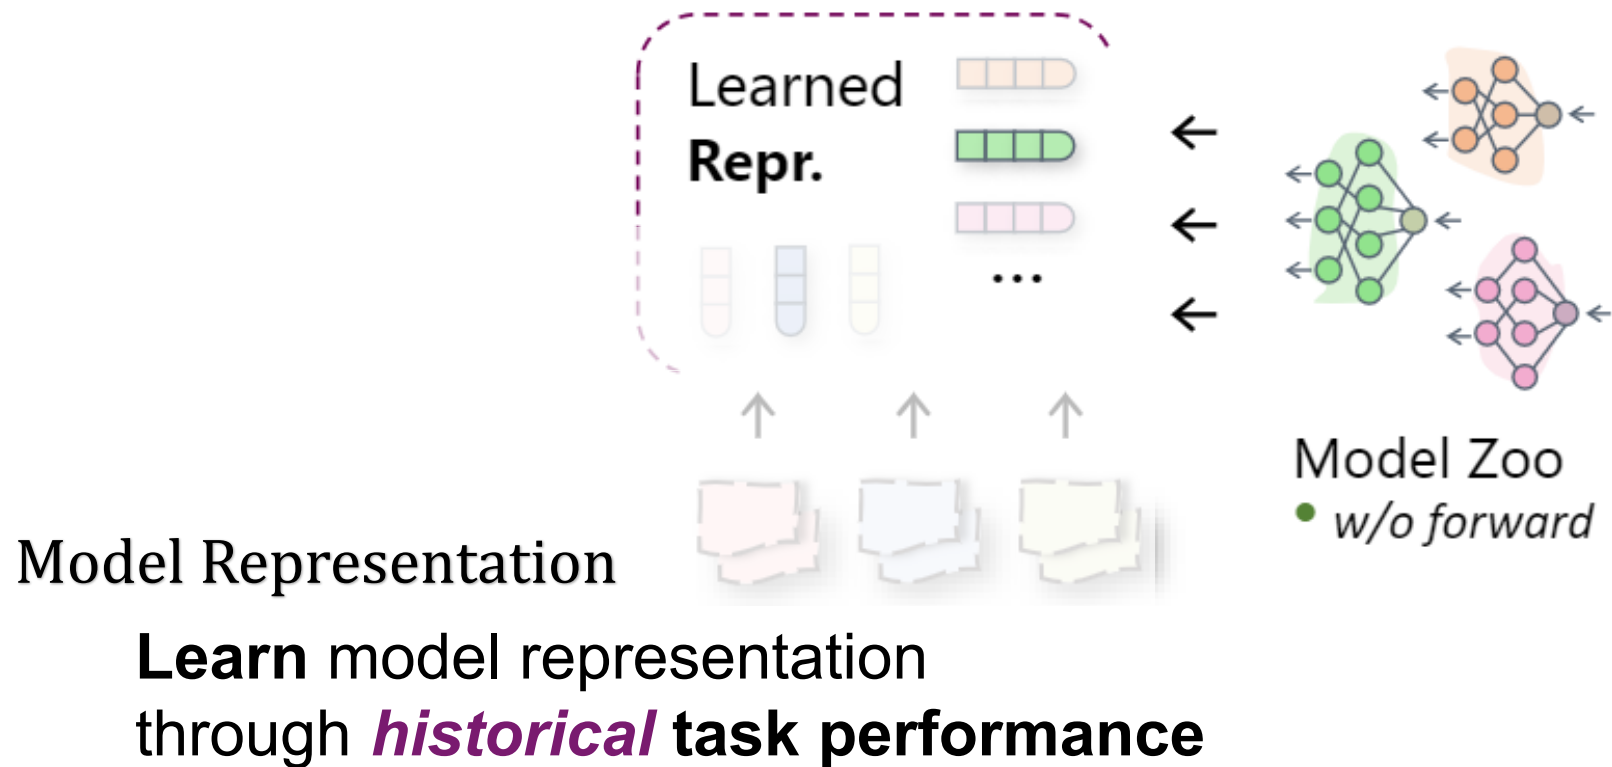 Learned
Repr.
...
Model Zoo
• w/o forward
Model Representation
Learn model representation
through historical task performance